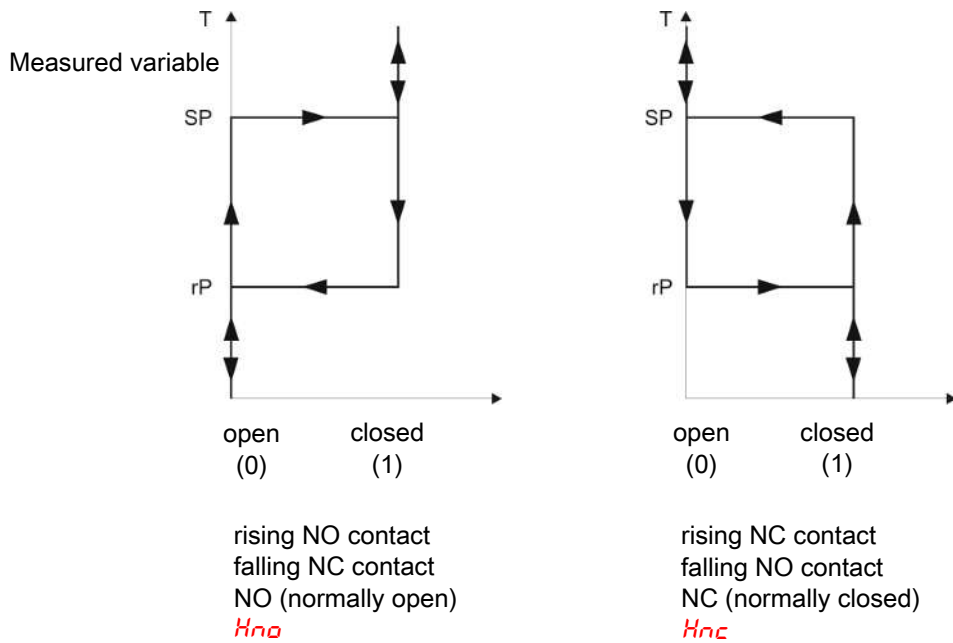 T
Measured variable
SP
rP
open
(0)
closed
(1)
rising NO contact
falling NC contact
NO (normally open)
Hno
T
SP
rP
open
(0)
closed
(1)
rising NC contact
falling NO contact
NC (normally closed)
Hnc